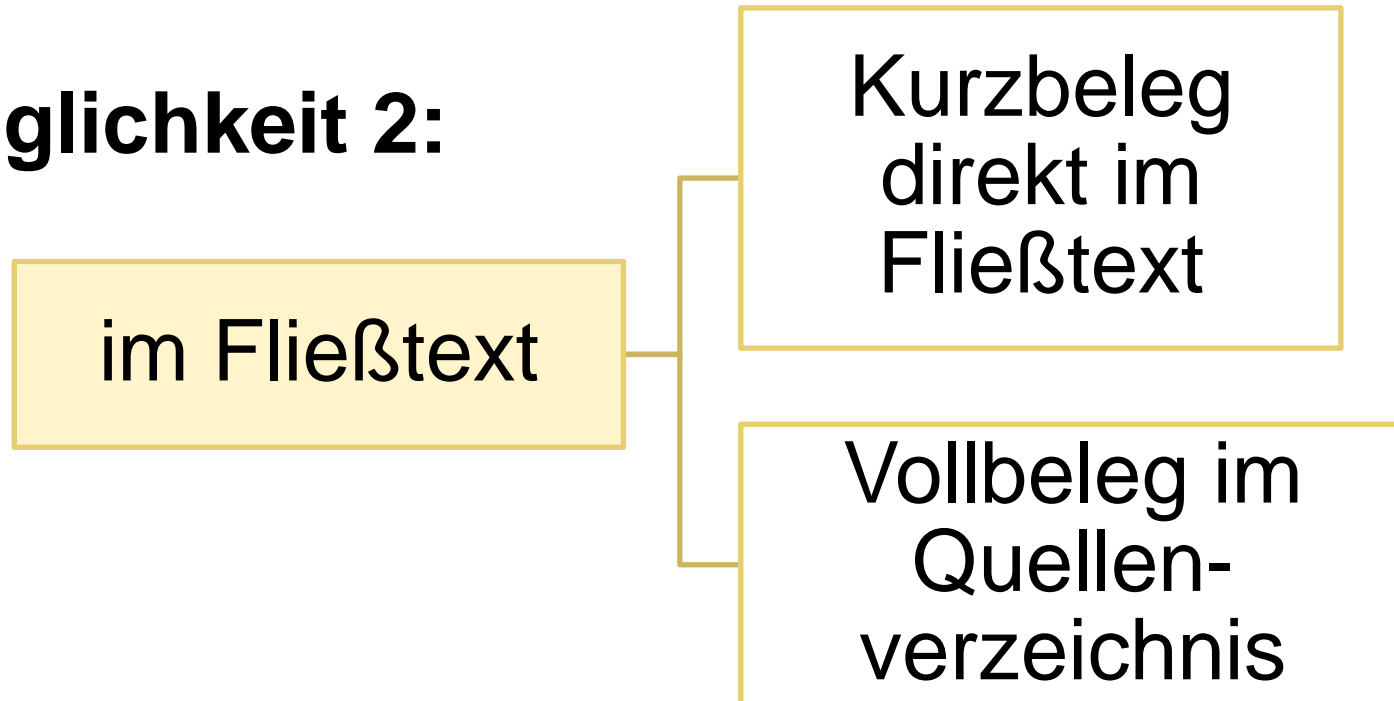 glichkeit 2:
im Fließtext
Kurzbeleg
direkt im
Fließtext
Vollbeleg im
Quellen-
verzeichnis